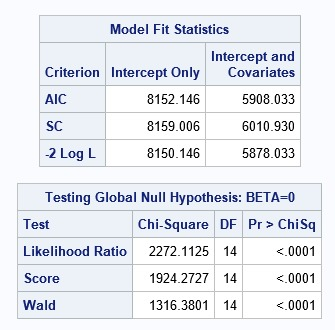 Model Fit Statistics
Criterion Intercept Only Intercept and Covariates
AIC 8152.146 5908.033
SC 8159.006 6010.930
-2 Log L 8150.146 5878.033
Testing Global Null Hypothesis: BETA=0
Test Chi-Square DF Pr > ChiSq
Likelihood Ratio 2272.1125 14 <.0001
Score 1924.2727 14 <.0001
Wald 1316.3801 14 <.0001